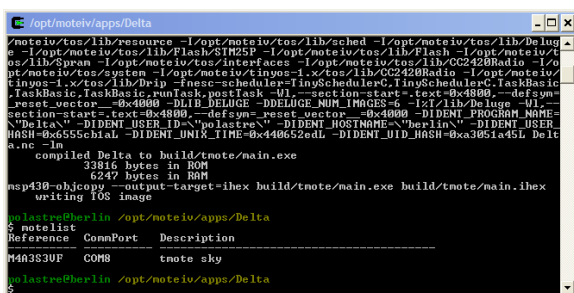 /opt/moteiv/apps/Delta
/moteiv/tos/lib/resource -I/opt/moteiv/tos/lib/sched -I/opt/moteiv/tos/lib/Delug
e -I/opt/moteiv/tos/lib/Flash/STM25P -I/opt/moteiv/tos/lib/Flash -I/opt/moteiv/t
os/lib/Spram -I/opt/moteiv/tos/interfaces -I/opt/moteiv/tos/lib/CC2420Radio -I/o
pt/moteiv/tos/system -I/opt/moteiv/tinyos-1.x/tos/lib/CC2420Radio -I/opt/moteiv/
tinyos-1.x/tos/lib/Drip -fnesc-scheduler=TinySchedulerC,TinySchedulerC.TaskBasic
,TaskBasic,TaskBasic,runTask,postTask -Wl,--section-start=.text=0x4800,--defsym=
_reset_vector__=0x4000 -DLIB_DELUGE -DDELUGE_NUM_IMAGES=6 -I%T/lib/Deluge -Wl,--
section-start=.text=0x4800,--defsym=_reset_vector__=0x4000 -DIDENT_PROGRAM_NAME=
\"Delta\" -DIDENT_USER_ID=\"polastre\" -DIDENT_HOSTNAME=\"berlin\" -DIDENT_USER_
HASH=0x6555cb1aL -DIDENT_UNIX_TIME=0x440652edL -DIDENT_UID_HASH=0xa3051a45L Delt
a.nc -lm
compiled Delta to build/tmote/main.exe
33816 bytes in ROM
6247 bytes in RAM
msp430-objcopy --output-target=ihex build/tmote/main.exe build/tmote/main.ihex
writing TOS image
polastre@berlin /opt/moteiv/apps/Delta
$ motelist
Reference CommPort Description
---------- ---------- ----------------------------------------
M4A3S3VF COM8 tmote sky
polastre@berlin /opt/moteiv/apps/Delta
$